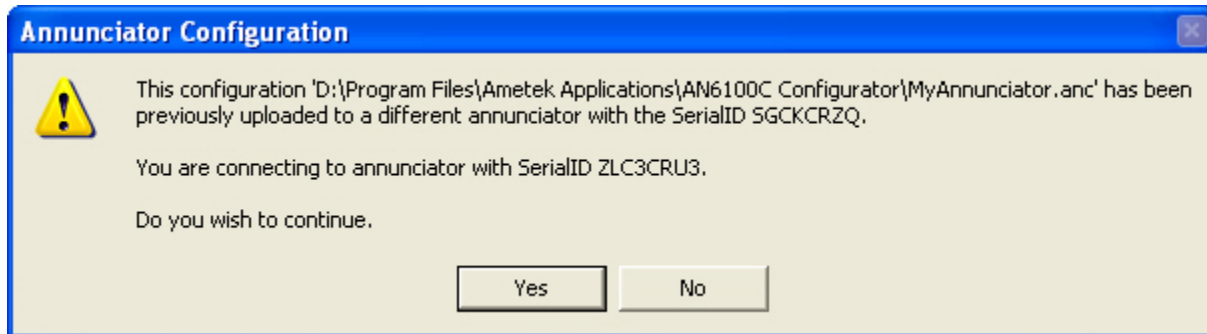 Annunciator Configuration
This configuration 'D:\Program Files\Ametek Applications\AN6100C Configurator\MyAnnunciator.anc' has been
previously uploaded to a different annunciator with the SerialID SGCKCRZQ.
You are connecting to annunciator with SerialID ZLC3CRU3.
Do you wish to continue.
Yes
No